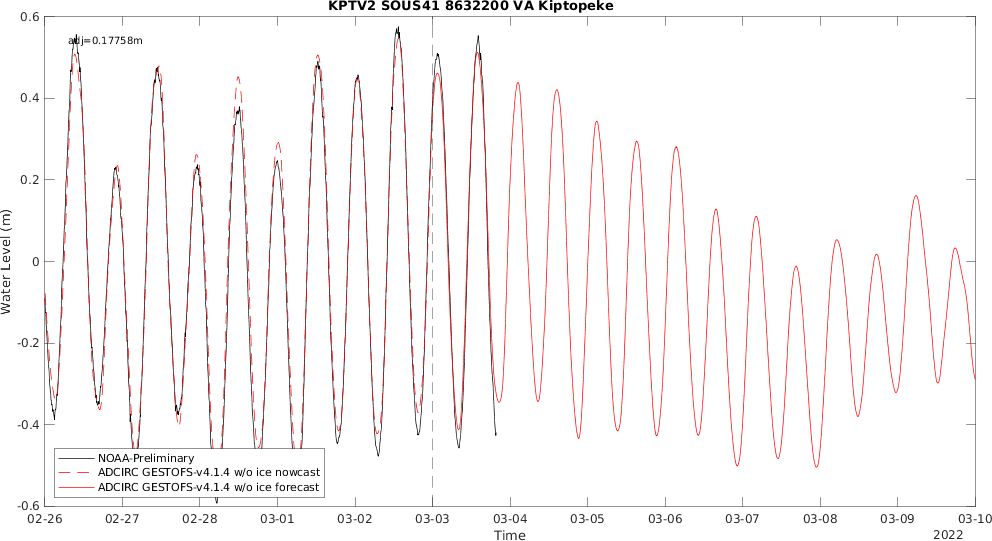 KPTV2 SOUS41 8632200 VA Kiptopeke
adj=0.17758m
0.6
0.4
0.2
0
-0.2
-0.4
-0.6
Water Level (m)
NOAA-Preliminary
ADCIRC GESTOFS-v4.1.4 w/o ice nowcast
ADCIRC GESTOFS-v4.1.4 w/o ice forecast
02-26 02-27 02-28 03-01 03-02 03-03 03-04 03-05 03-06 03-07 03-08 03-09 03-10
Time
2022